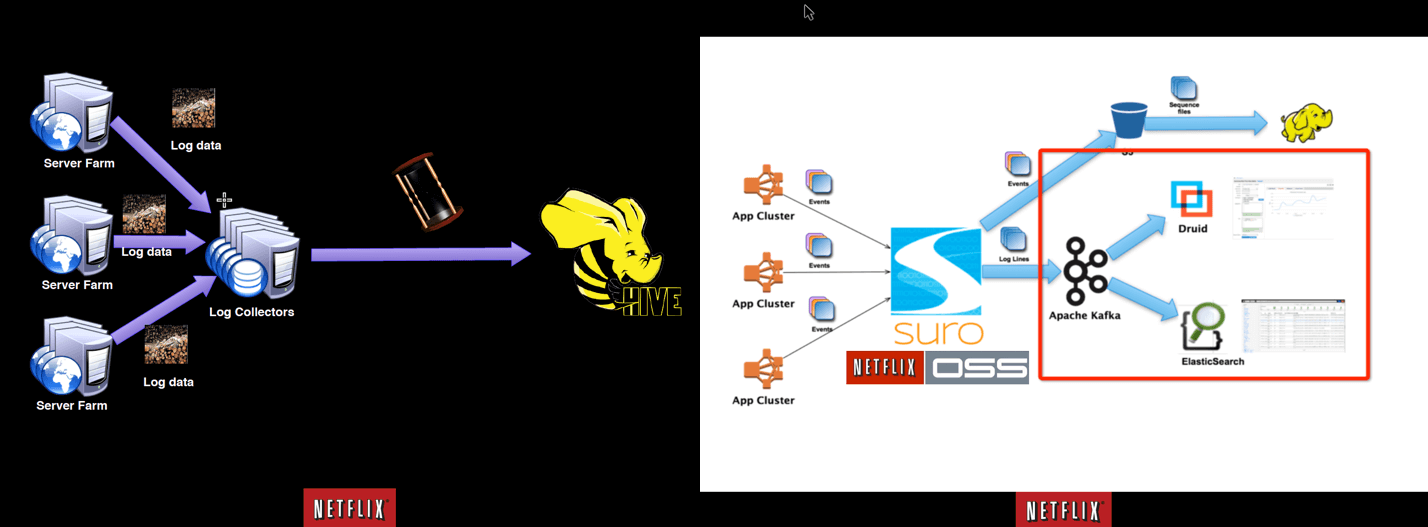 Log data
Server Farm
Log data
Server Farm
Log Collectors
Log data
Server Farm
HIVE
NETFLIX
Sequence
files
S3
Events
Events
App Cluster
Druid
Events
Log Lines
App Cluster
Apache Kafka
Events
suro
ElasticSearch
NETFLIX
OSS
App Cluster
NETFLIX